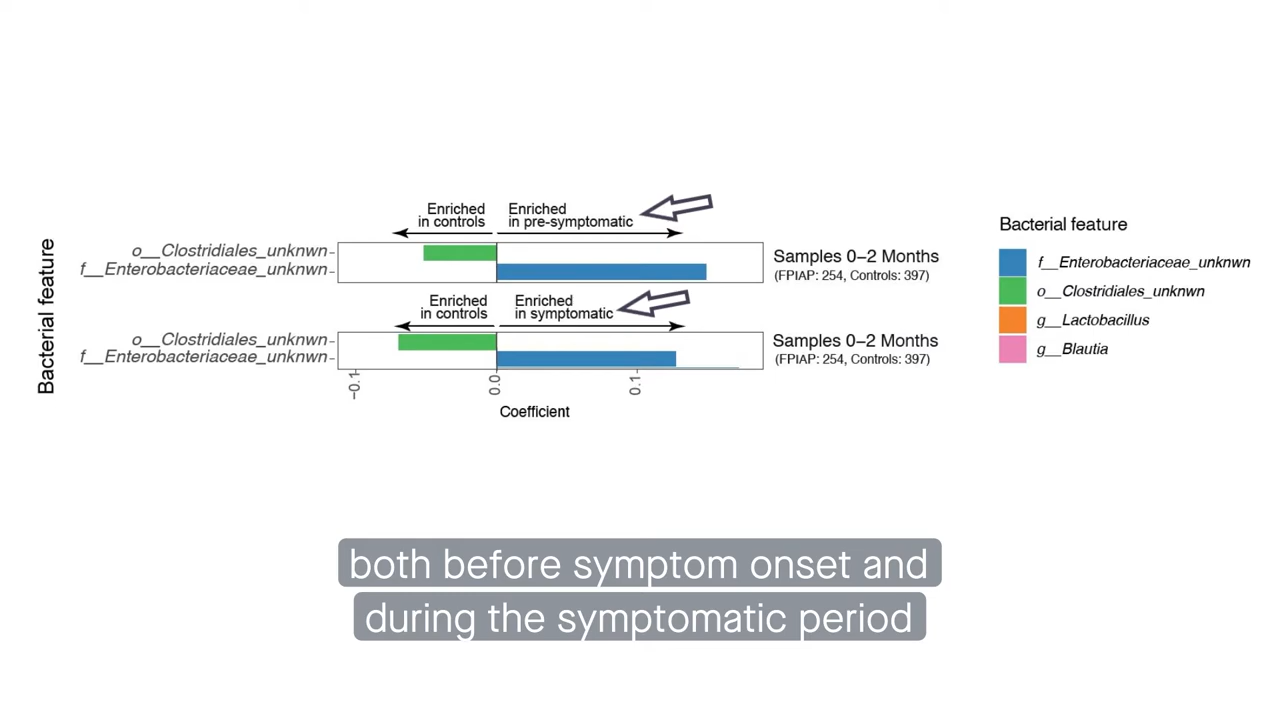 Enriched
in controls
Enriched
in pre-symptomatic
Bacterial feature
o__Clostridiales_unknwn
f__Enterobacteriaceae_unknwn
Samples 0–2 Months
(FPIAP: 254, Controls: 397)
Enriched
in controls
Enriched
in symptomatic
o__Clostridiales_unknwn
f__Enterobacteriaceae_unknwn
Samples 0–2 Months
(FPIAP: 254, Controls: 397)
−0.1
0.0
0.1
Coefficient
Bacterial feature
f__Enterobacteriaceae_unknwn
o__Clostridiales_unknwn
g__Lactobacillus
g__Blautia
both before symptom onset and
during the symptomatic period